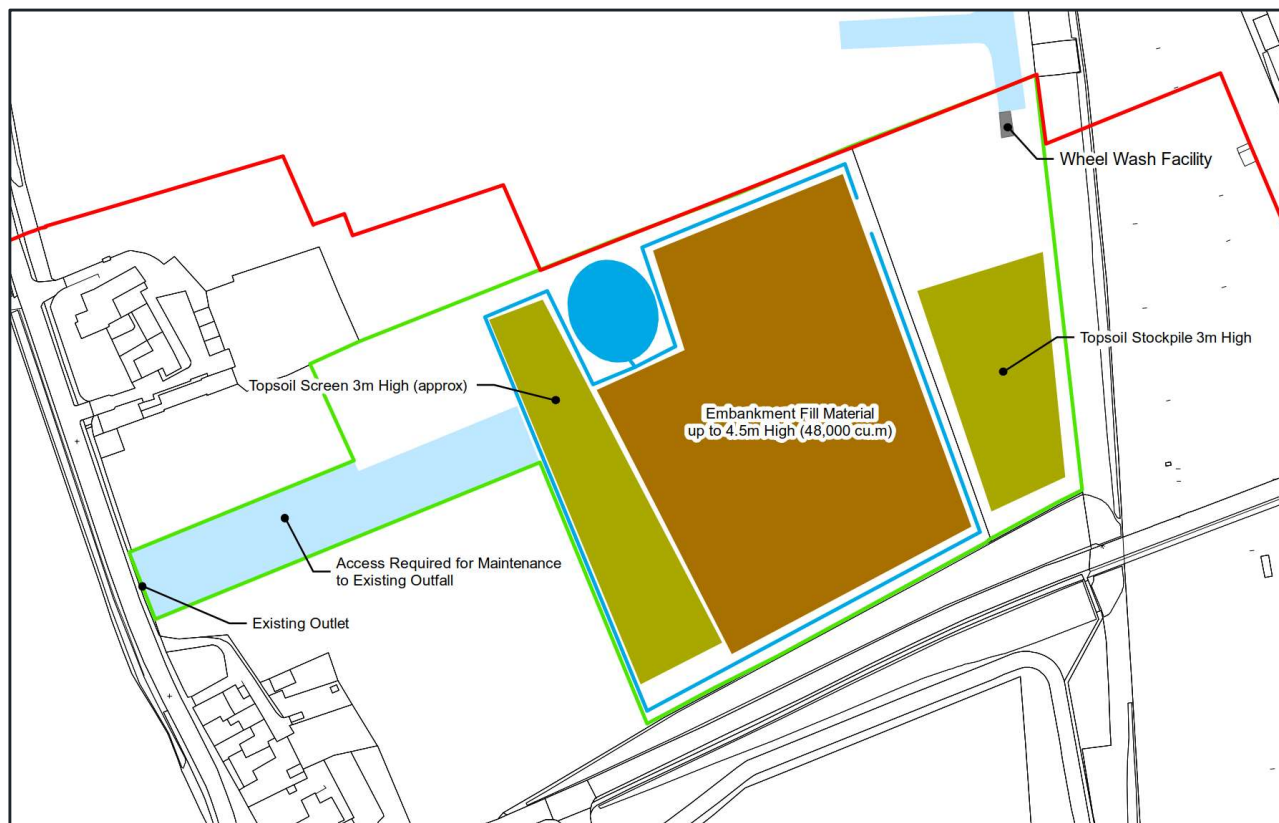 Wheel Wash Facility
Topsoil Stockpile 3m High
Topsoil Screen 3m High (approx)
Embankment Fill Material
up to 4.5m High (48,000 cu.m)
Access Required for Maintenance
to Existing Outfall
Existing Outlet